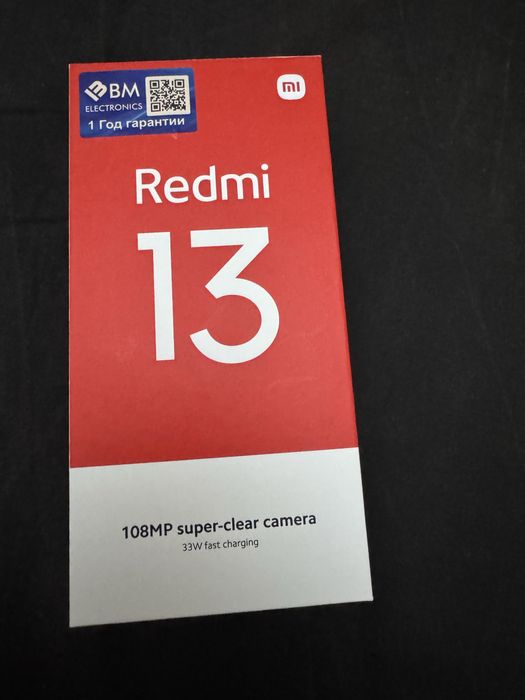 BM
ELECTRONICS
1 Год гарантии
mi
Redmi
13
108MP super-clear camera
33W fast charging